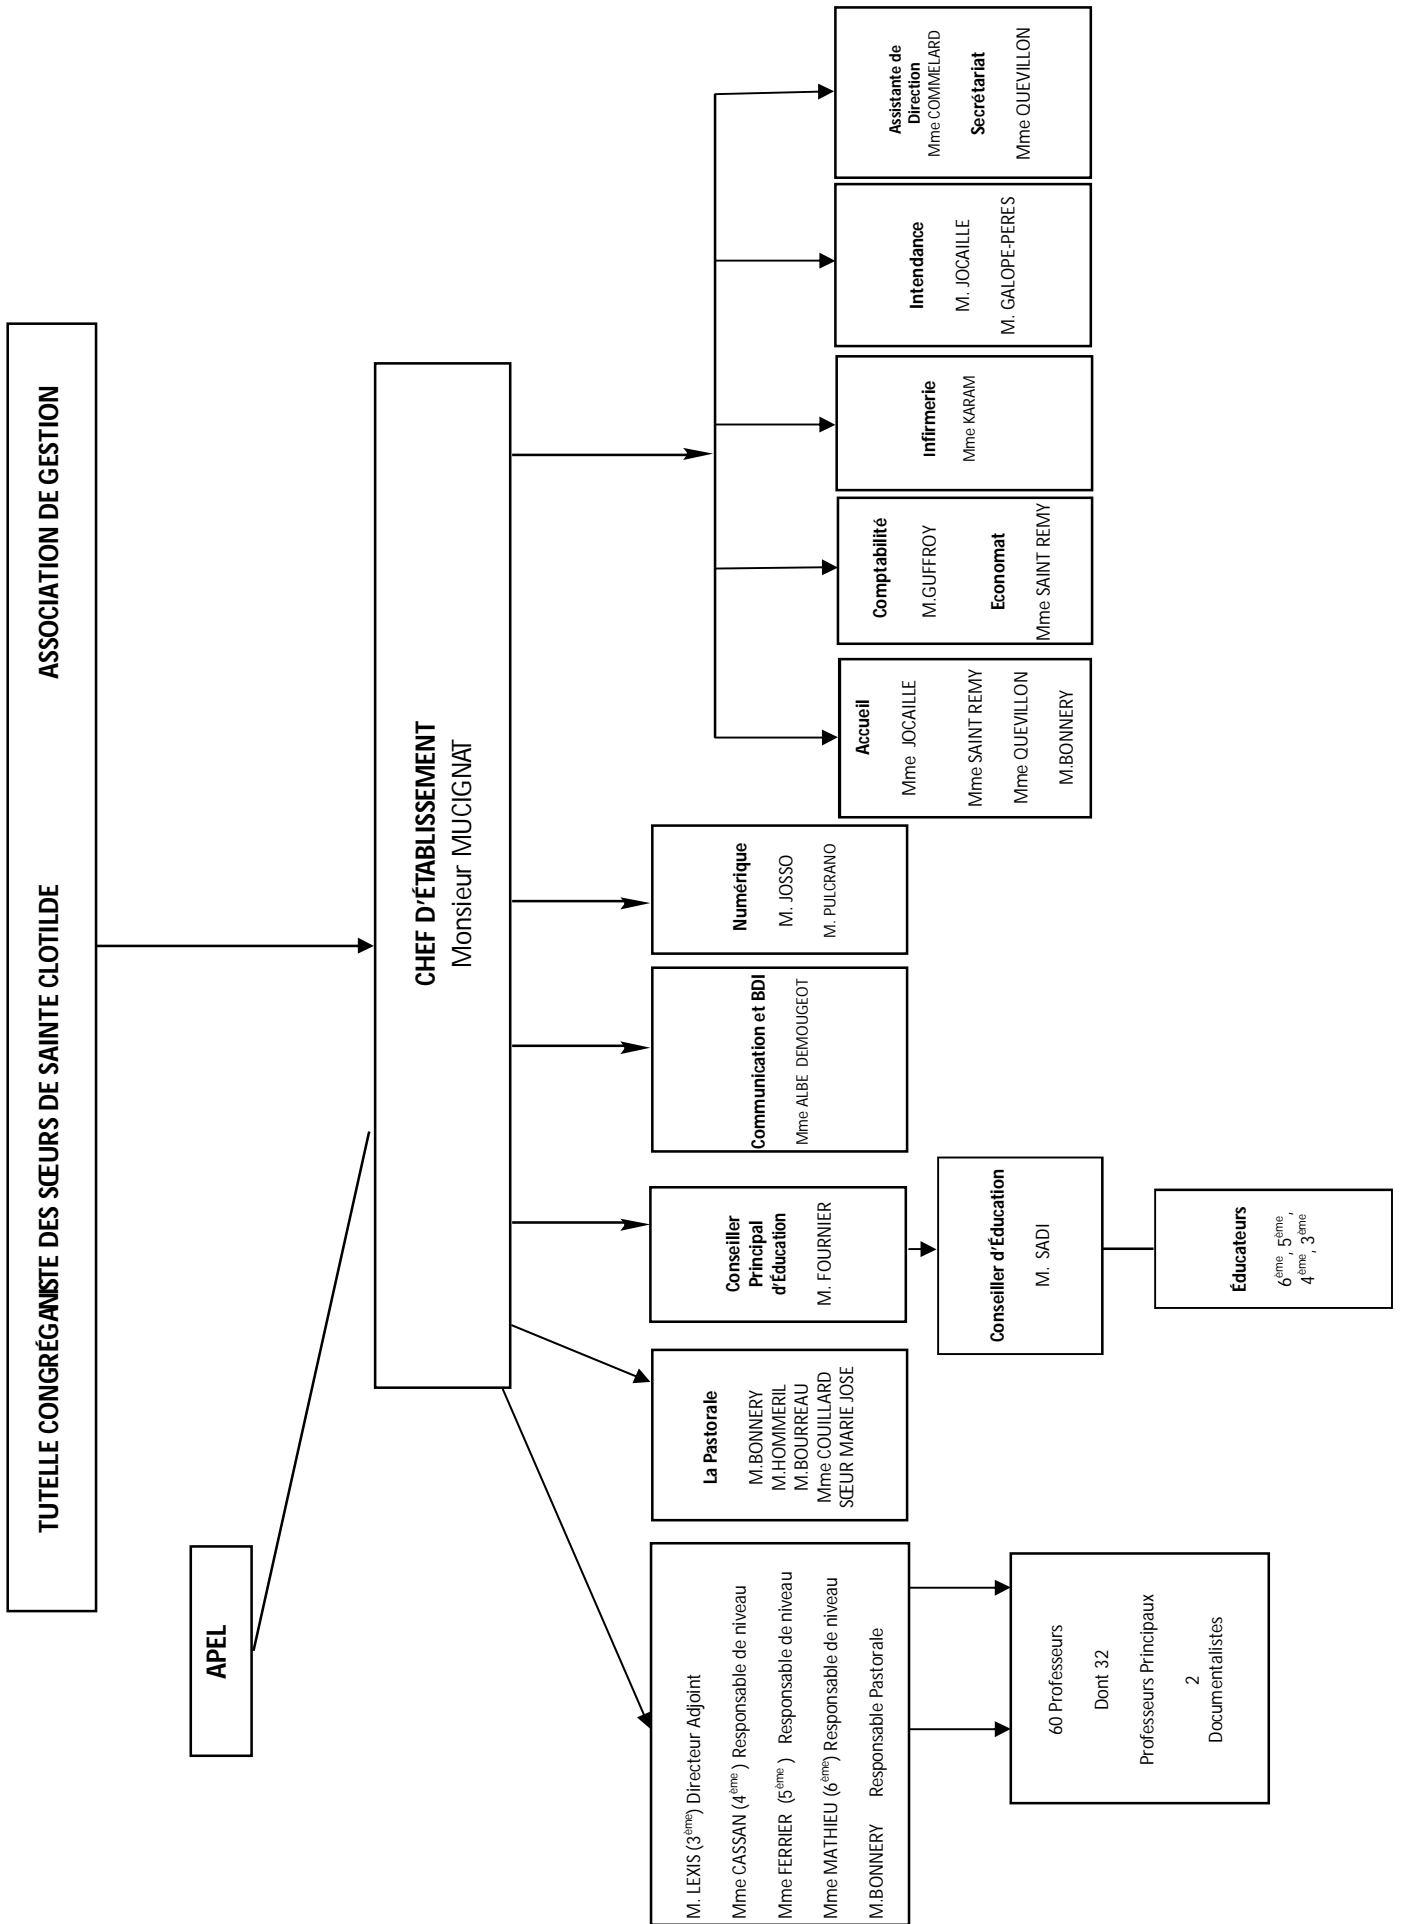 TUTELLE CONGRÉGANISTE DES SŒURS DE SAINTE CLOTILDE ASSOCIATION DE GESTION
APEL
CHEF D'ÉTABLISSEMENT
Monsieur MUCIGNAT
M. LEXIS (3ème) Directeur Adjoint
Mme CASSAN (4ème ) Responsable de niveau
Mme FERRIER (5ème ) Responsable de niveau
Mme MATHIEU (6ème) Responsable de niveau
M.BONNERY Responsable Pastorale
La Pastorale
M.BONNERY
M.HOMMERIL
M.BOURREAU
Mme COUILLARD
SŒUR MARIE JOSE
Conseiller
Principal
d'Éducation
M. FOURNIER
Communication et BDI
Mme ALBE DEMOUGEOT
Numérique
M. JOSSO
M. PULCRANO
Accueil
Mme JOCAILLE
Mme SAINT REMY
Mme QUEVILLON
M.BONNERY
Comptabilité
M.GUFFROY
Economat
Mme SAINT REMY
Infirmerie
Mme KARAM
Intendance
M. JOCAILLE
M. GALOPE-PERES
Assistante de
Direction
Mme COMMELARD
Secrétariat
Mme QUEVILLON
Conseiller d'Éducation
M. SADI
60 Professeurs
Dont 32
Professeurs Principaux
2
Documentalistes
Éducateurs
6ème, 5ème,
4ème, 3ème